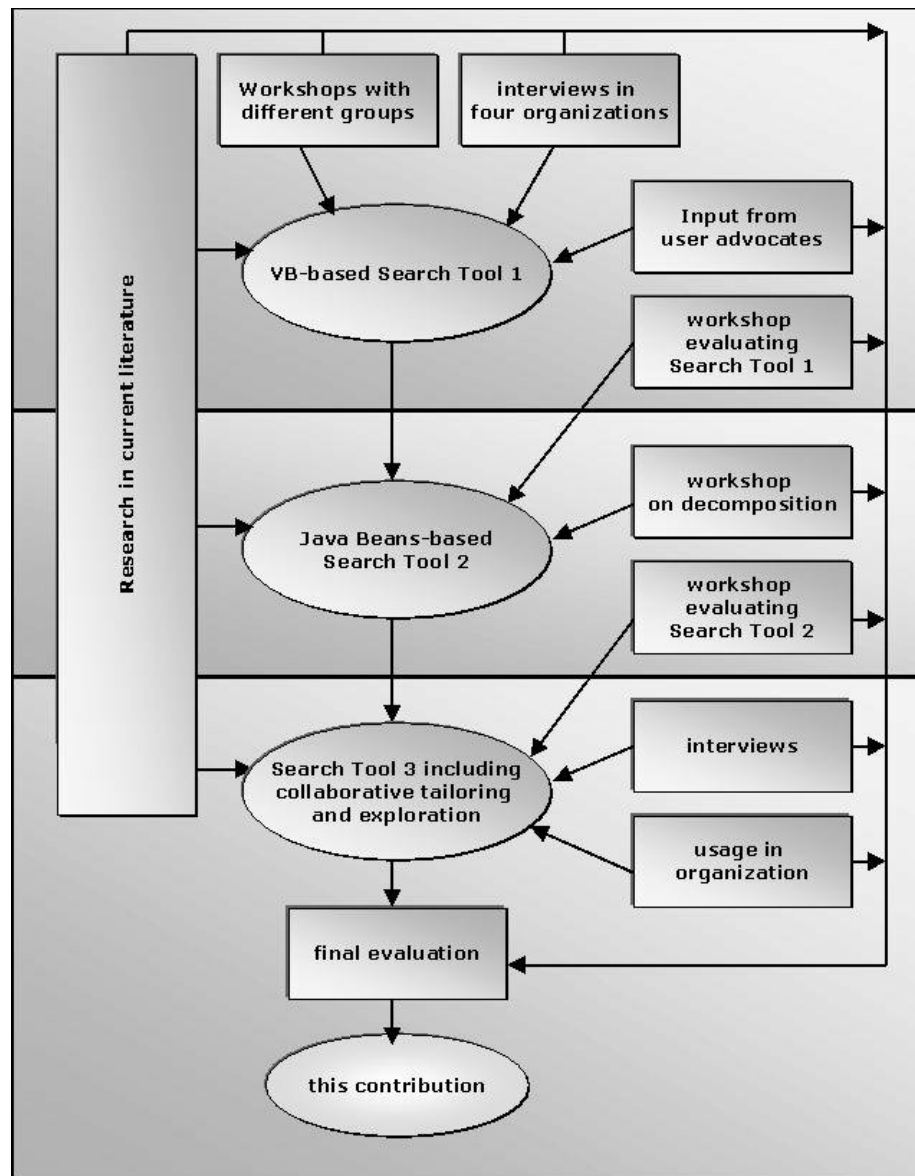 Workshops with
different groups
interviews in
four organizations
Research in current literature
Input from
user advocates
VB-based Search Tool 1
workshop
evaluating
Search Tool 1
workshop
on decomposition
Java Beans-based
Search Tool 2
workshop
evaluating
Search Tool 2
interviews
Search Tool 3 including
collaborative tailoring
and exploration
usage in
organization
final evaluation
this contribution